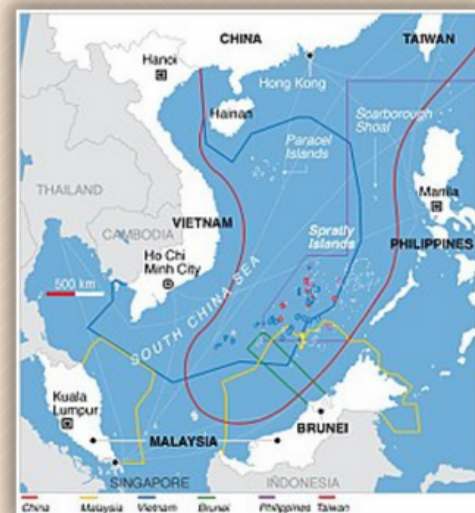 CHINA
TAIWAN
Hanoi
Hong Kong
Hainan
Scarborough
Shoal
Paracel
Islands
THAILAND
Manila
VIETNAM
CAMBODIA
Spratly
Islands
PHILIPPINES
Ho Chi
Minh City
500 km
SOUTH CHINA SEA
Kuala
Lumpur
MALAYSIA
BRUNEI
SINGAPORE
INDONESIA
China Malaysia Vietnam Brunei Philippines Taiwan